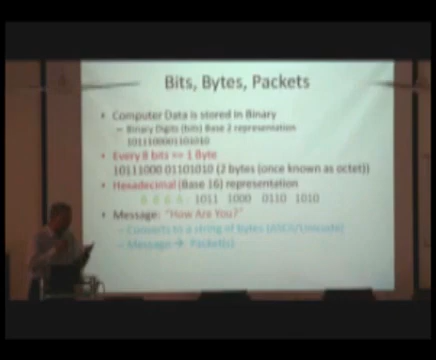 Bits, Bytes, Packets
• Computer Data is stored in Binary
– Binary Digits (bits) Base 2 representation
1011100001101010
• Every 8 bits == 1 Byte
10111000 01101010 (2 bytes (once known as octet))
• Hexadecimal (Base 16) representation
1011 1000 0110 1010
• Message: "How Are You?"
– Converts to a string of bytes (ASCII/Unicode)
– Message → Packet(s)